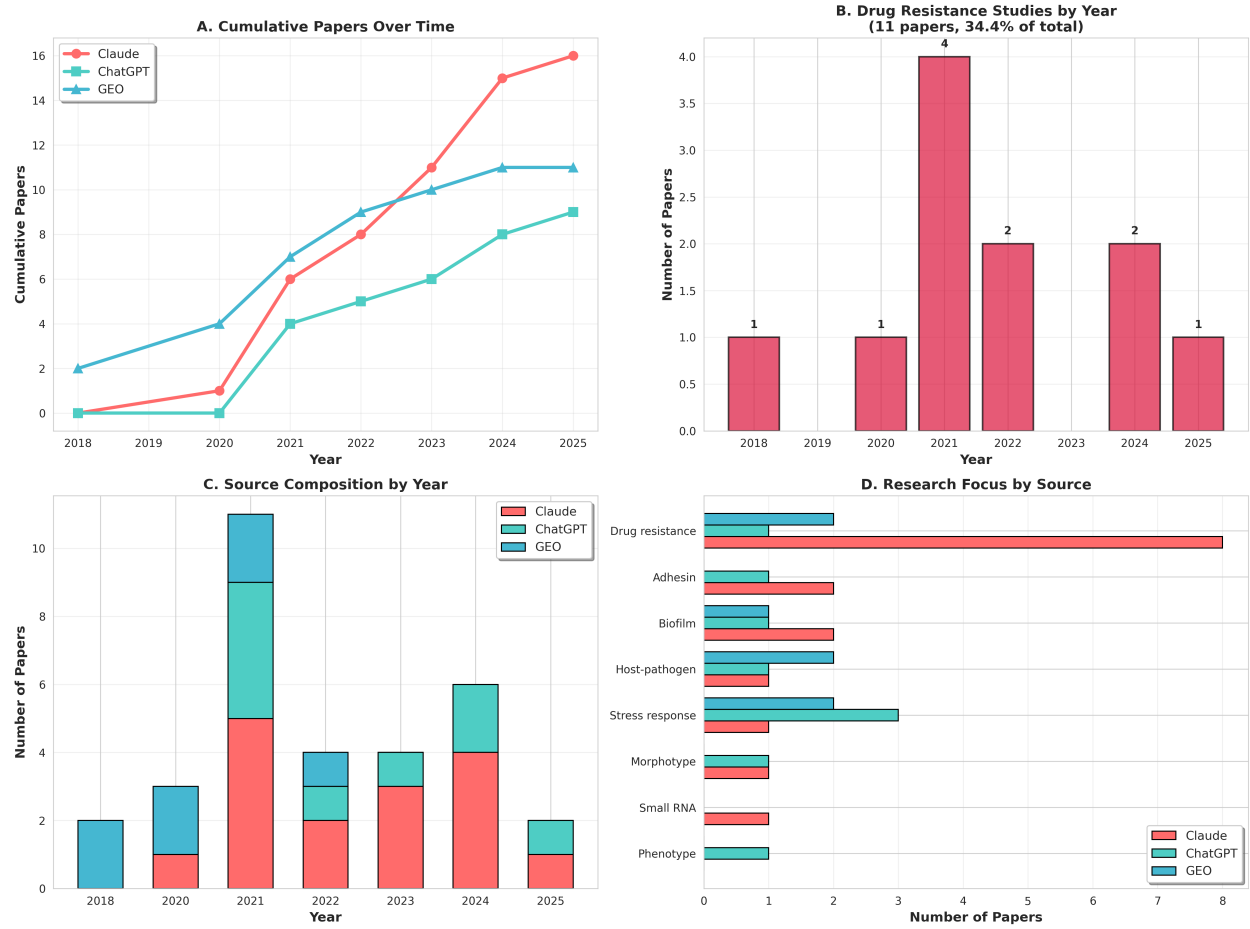 A. Cumulative Papers Over Time
Claude
ChatGPT
GEO
Cumulative Papers
16
14
12
10
8
6
4
2
0
2018 2019 2020 2021 2022 2023 2024 2025
Year
B. Drug Resistance Studies by Year
(11 papers, 34.4% of total)
Number of Papers
4.0
3.5
3.0
2.5
2.0
1.5
1.0
0.5
0.0
1 1 4 2 2 1
2018 2019 2020 2021 2022 2023 2024 2025
Year
C. Source Composition by Year
Claude
ChatGPT
GEO
Number of Papers
10
8
6
4
2
0
2018 2020 2021 2022 2023 2024 2025
Year
D. Research Focus by Source
Drug resistance
Adhesin
Biofilm
Host-pathogen
Stress response
Morphotype
Small RNA
Phenotype
Claude
ChatGPT
GEO
0 1 2 3 4 5 6 7 8
Number of Papers